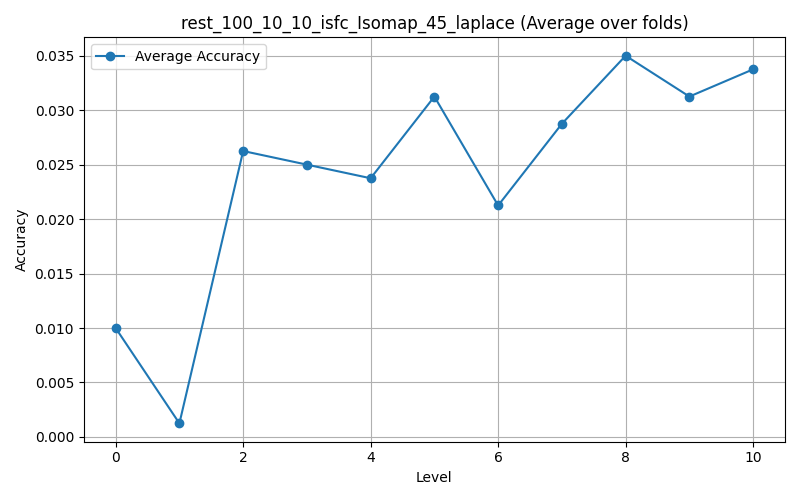 rest_100_10_10_isfc_Isomap_45_laplace (Average over folds)
Average Accuracy
0.035
0.030
0.025
0.020
0.015
0.010
0.005
0.000
Accuracy
0 2 4 6 8 10
Level